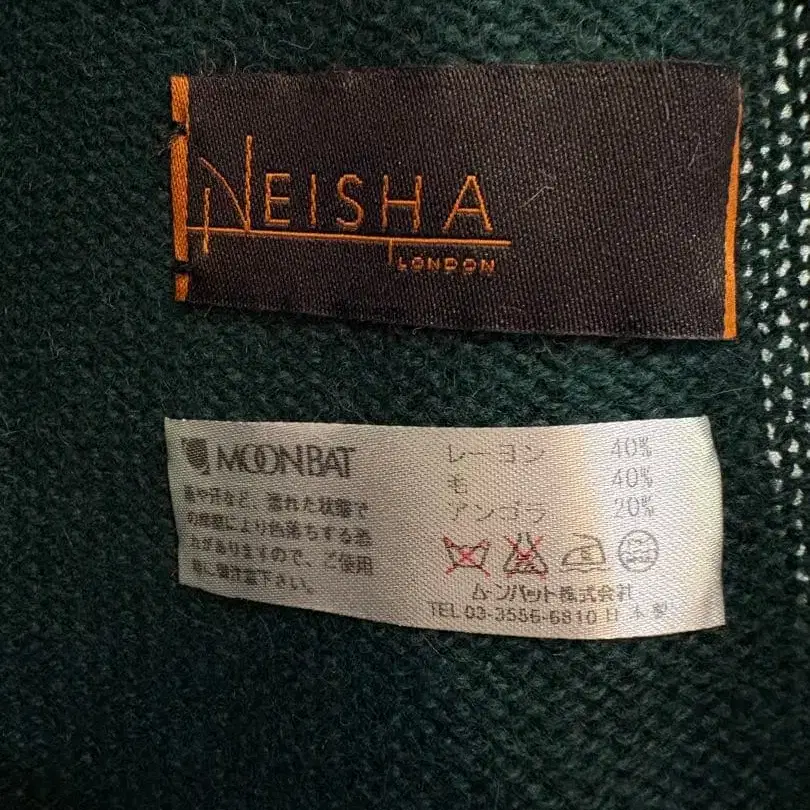 NEISHA
LONDON
MOONBAT
雨や汗など、濡れた状態で
の摩擦により色落ちする恐
れがありますので、ご使用
時ご注意下さい。
レーヨン 40%
毛 40%
アンゴラ 20%
ムーンバット株式会社
TEL 03-3556-6810 日本製